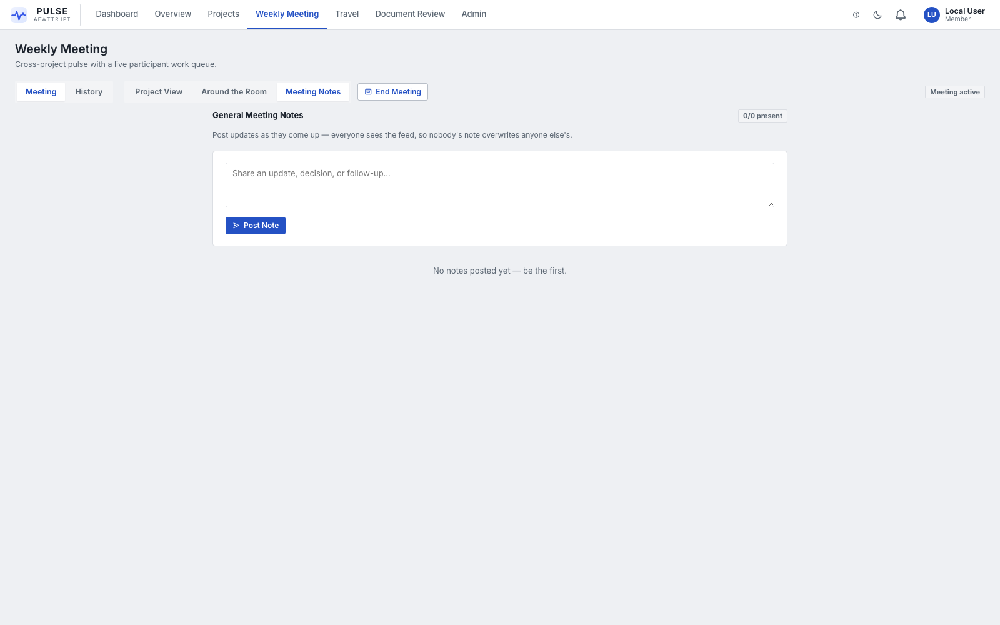 PULSE
AEWTTR IPT
Dashboard Overview Projects Weekly Meeting Travel Document Review Admin
LU
Local User
Member
Weekly Meeting
Cross-project pulse with a live participant work queue.
Meeting History Project View Around the Room Meeting Notes End Meeting Meeting active
General Meeting Notes 0/0 present
Post updates as they come up — everyone sees the feed, so nobody's note overwrites anyone else's.
Share an update, decision, or follow-up...
Post Note
No notes posted yet — be the first.